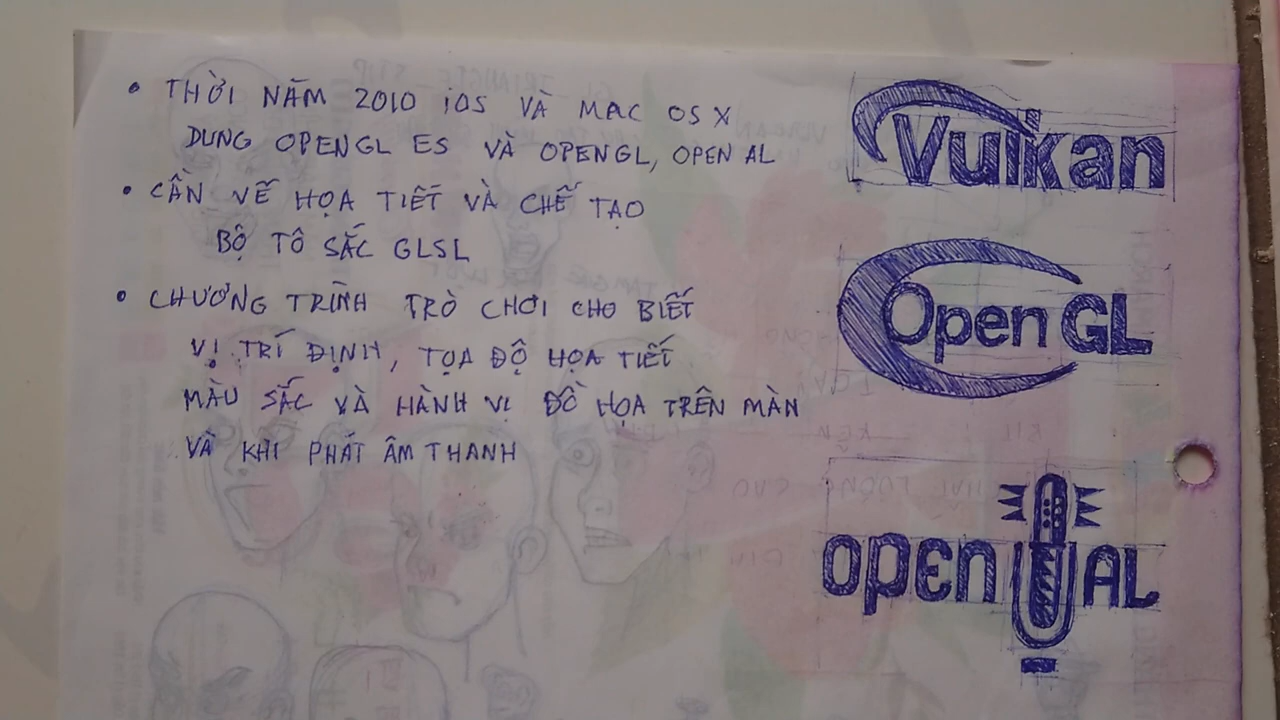 • THỜI NĂM 2010 iOS VÀ MAC OS X
DUNG OPENGL ES VÀ OPENGL, OPEN AL
• CẦN VẼ HỌA TIẾT VÀ CHẾ TẠO
BỘ TÔ SẮC GLSL
• CHƯƠNG TRÌNH TRÒ CHƠI CHO BIẾT
VỊ TRÍ ĐỊNH, TỌA ĐỘ HỌA TIẾT
MÀU SẮC VÀ HÀNH VI ĐỒ HỌA TRÊN MÀN
VÀ KHI PHÁT ÂM THANH
Vulkan
Open GL
open AL